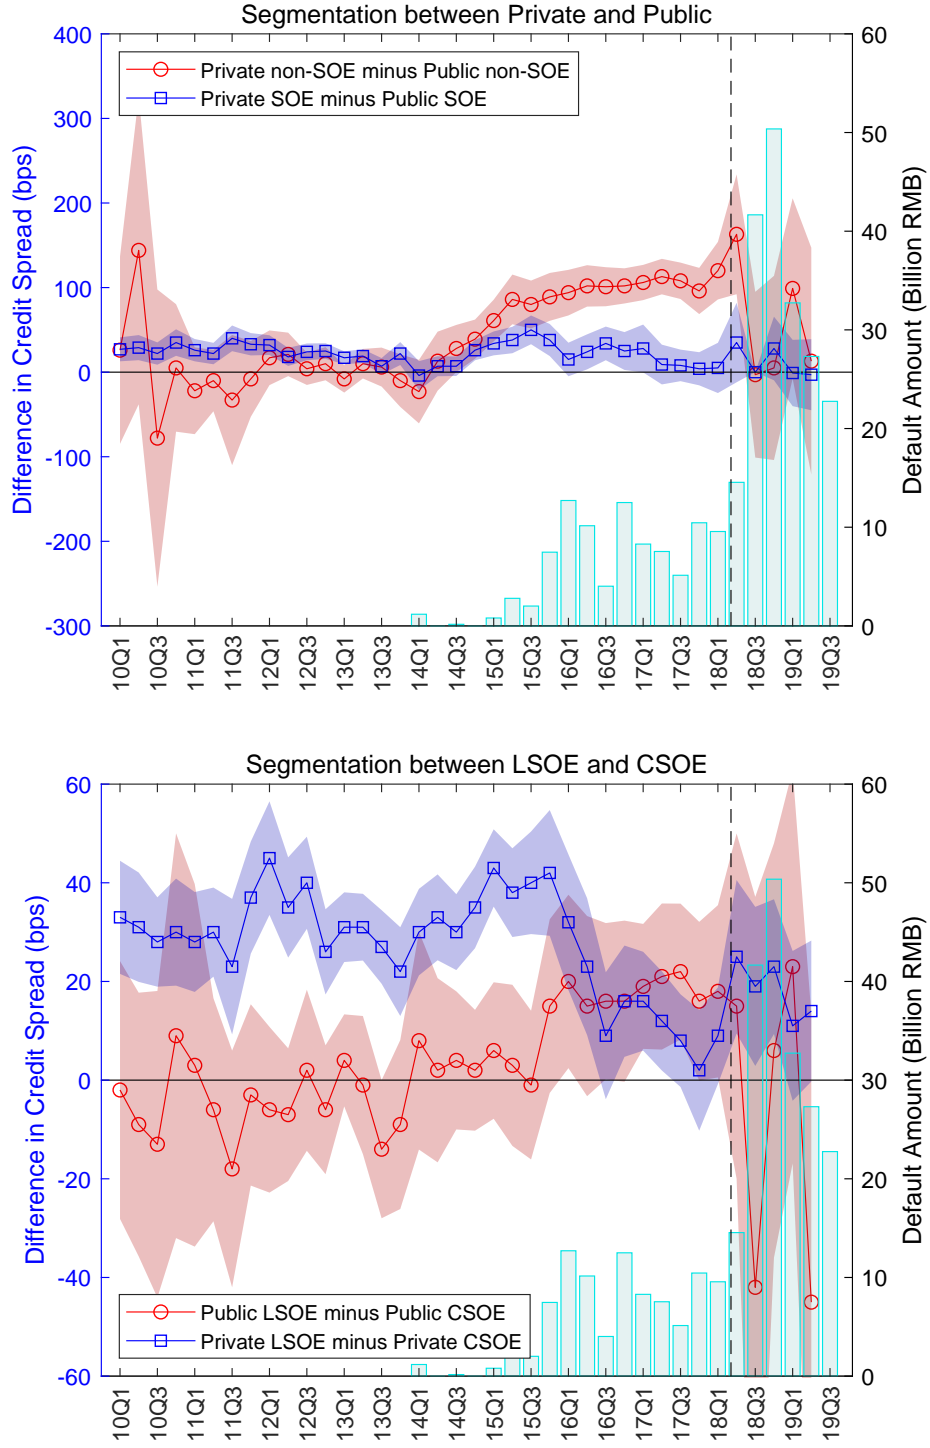 Segmentation between Private and Public
400
300
200
100
0
-100
-200
-300
Difference in Credit Spread (bps)
Private non-SOE minus Public non-SOE
Private SOE minus Public SOE
60
50
40
30
20
10
0
Default Amount (Billion RMB)
10Q1
10Q3
11Q1
11Q3
12Q1
12Q3
13Q1
13Q3
14Q1
14Q3
15Q1
15Q3
16Q1
16Q3
17Q1
17Q3
18Q1
18Q3
19Q1
19Q3
Segmentation between LSOE and CSOE
60
40
20
0
-20
-40
-60
Difference in Credit Spread (bps)
Public LSOE minus Public CSOE
Private LSOE minus Private CSOE
60
50
40
30
20
10
0
Default Amount (Billion RMB)
10Q1
10Q3
11Q1
11Q3
12Q1
12Q3
13Q1
13Q3
14Q1
14Q3
15Q1
15Q3
16Q1
16Q3
17Q1
17Q3
18Q1
18Q3
19Q1
19Q3